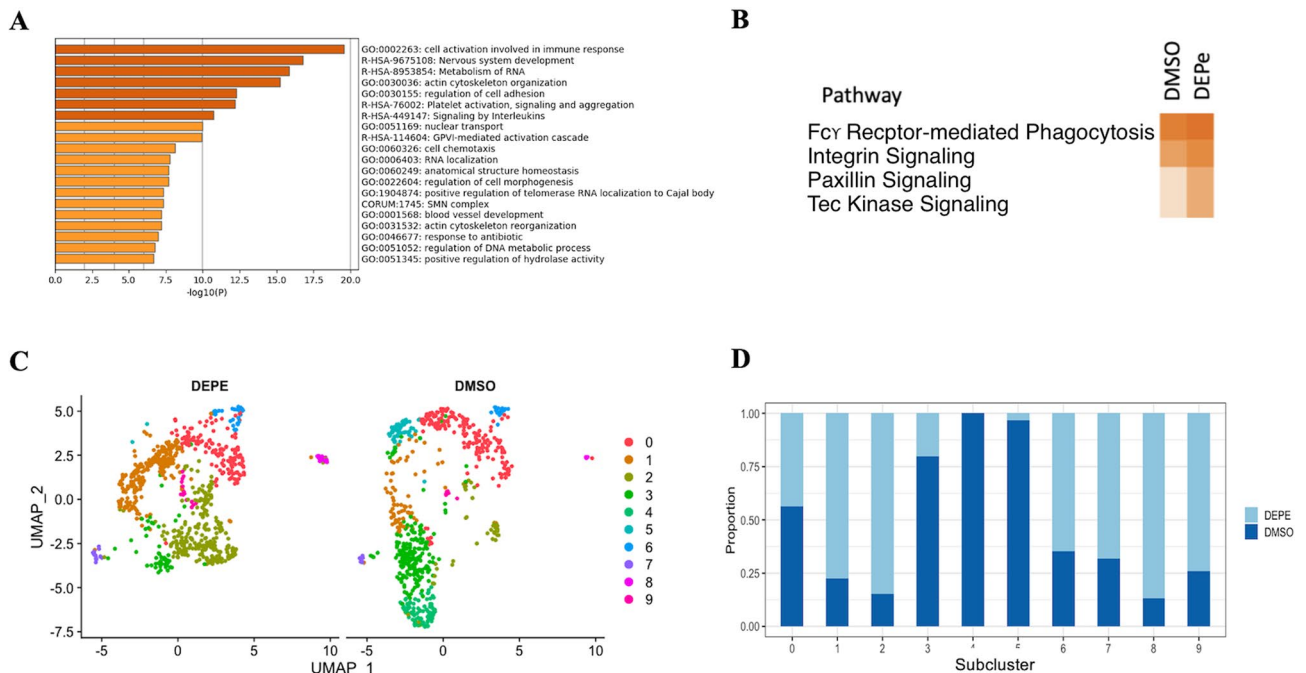 A
GO:0002263: cell activation involved in immune response
R-HSA-9675108: Nervous system development
R-HSA-8953854: Metabolism of RNA
GO:0030036: actin cytoskeleton organization
GO:0030155: regulation of cell adhesion
R-HSA-76002: Platelet activation, signaling and aggregation
R-HSA-449147: Signaling by Interleukins
GO:0051169: nuclear transport
R-HSA-114604: GPVI-mediated activation cascade
GO:0060326: cell chemotaxis
GO:0006403: RNA localization
GO:0060249: anatomical structure homeostasis
GO:0022604: regulation of cell morphogenesis
GO:1904874: positive regulation of telomerase RNA localization to Cajal body
CORUM:1745: SMN complex
GO:0001568: blood vessel development
GO:0031532: actin cytoskeleton reorganization
GO:0046677: response to antibiotic
GO:0051052: regulation of DNA metabolic process
GO:0051345: positive regulation of hydrolase activity
0.0 2.5 5.0 7.5 10.0 12.5 15.0 17.5 20.0
-log10(P)
B
DMSO
DEPe
Pathway
Fcγ Recptor-mediated Phagocytosis
Integrin Signaling
Paxillin Signaling
Tec Kinase Signaling
C
DEPE DMSO
UMAP_2
5.0
2.5
0.0
-2.5
-5.0
-7.5
-5 0 5 10 -5 0 5 10
UMAP_1
0
1
2
3
4
5
6
7
8
9
D
Proportion
1.00
0.75
0.50
0.25
0.00
0 1 2 3 4 5 6 7 8 9
Subcluster
DEPE
DMSO